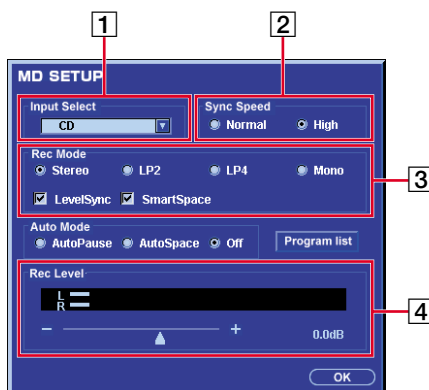 1
2
MD SETUP
Input Select
CD
Sync Speed
Normal
High
Rec Mode
Stereo
LP2
LP4
Mono
LevelSync
SmartSpace
3
Auto Mode
AutoPause
AutoSpace
Off
Program list
Rec Level
L
R
− +
0.0dB
4
OK